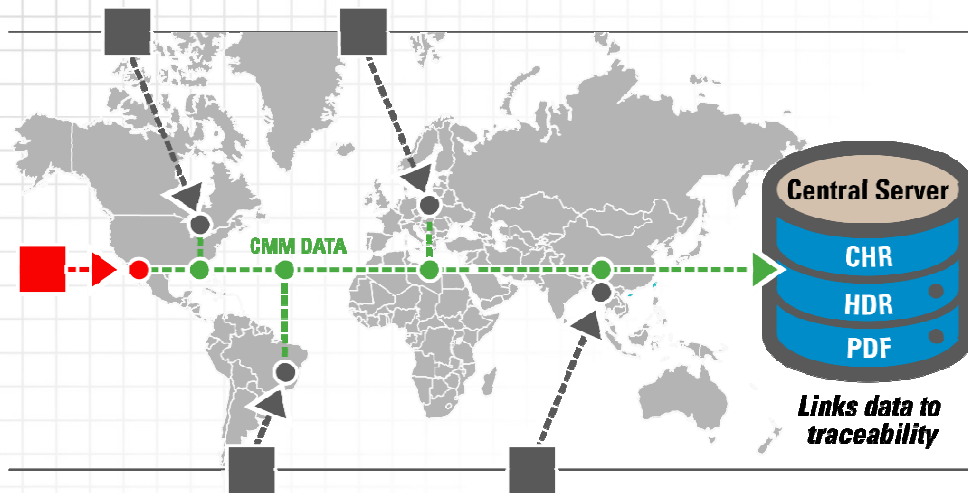 Central Server
CMM DATA
CHR
HDR
PDF
Links data to
traceability